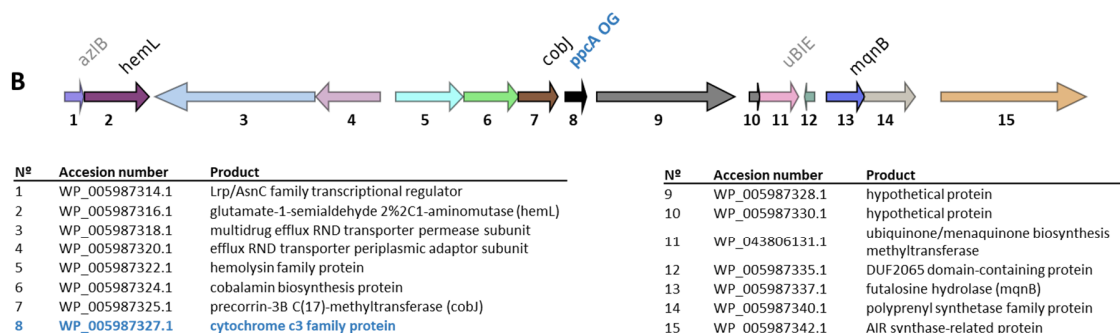 azlB hemL cobJ ppcA OG uBIE mqnB
B
1 2 3 4 5 6 7 8 9 10 11 12 13 14 15
Nº Accesion number Product
1 WP_005987314.1 Lrp/AsnC family transcriptional regulator
2 WP_005987316.1 glutamate-1-semialdehyde 2%2C1-aminomutase (hemL)
3 WP_005987318.1 multidrug efflux RND transporter permease subunit
4 WP_005987320.1 efflux RND transporter periplasmic adaptor subunit
5 WP_005987322.1 hemolysin family protein
6 WP_005987324.1 cobalamin biosynthesis protein
7 WP_005987325.1 precorrin-3B C(17)-methyltransferase (cobJ)
8 WP_005987327.1 cytochrome c3 family protein
Nº Accesion number Product
9 WP_005987328.1 hypothetical protein
10 WP_005987330.1 hypothetical protein
11 WP_043806131.1 ubiquinone/menaquinone biosynthesis
methyltransferase
12 WP_005987335.1 DUF2065 domain-containing protein
13 WP_005987337.1 futalosine hydrolase (mqnB)
14 WP_005987340.1 polyprenyl synthetase family protein
15 WP_005987342.1 AIR synthase-related protein